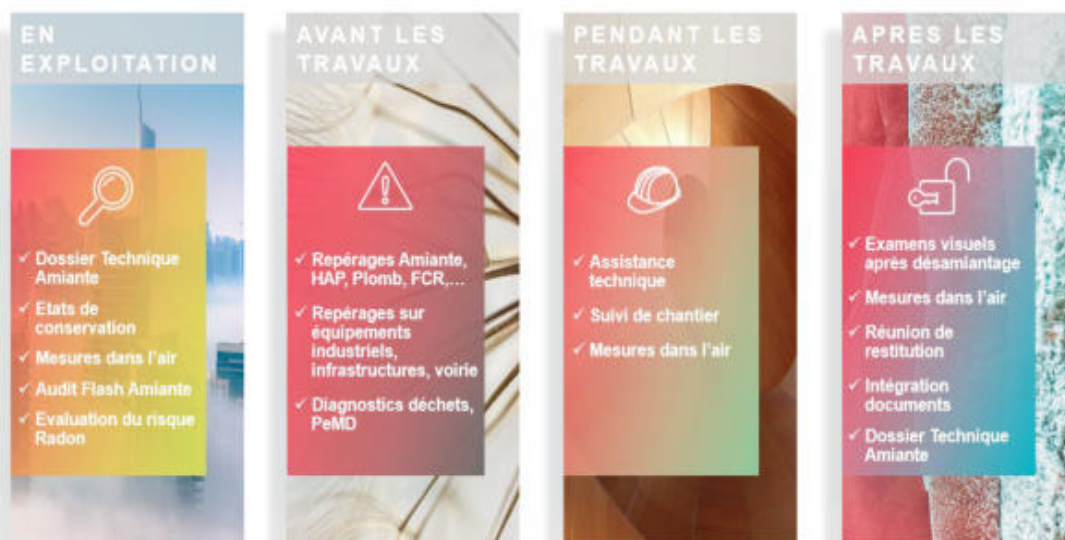 EN
EXPLOITATION
✓ Dossier Technique
Amiante
✓ Etats de
conservation
✓ Mesures dans l'air
✓ Audit Flash Amiante
✓ Evaluation du risque
Radon
AVANT LES
TRAVAUX
✓ Repérages Amiante,
HAP, Plomb, FCR,...
✓ Repérages sur
équipements
industriels,
infrastructures, voirie
✓ Diagnostics déchets,
PeMD
PENDANT LES
TRAVAUX
✓ Assistance
technique
✓ Suivi de chantier
✓ Mesures dans l'air
APRES LES
TRAVAUX
✓ Examens visuels
après désamiantage
✓ Mesures dans l'air
✓ Réunion de
restitution
✓ Intégration
documents
✓ Dossier Technique
Amiante